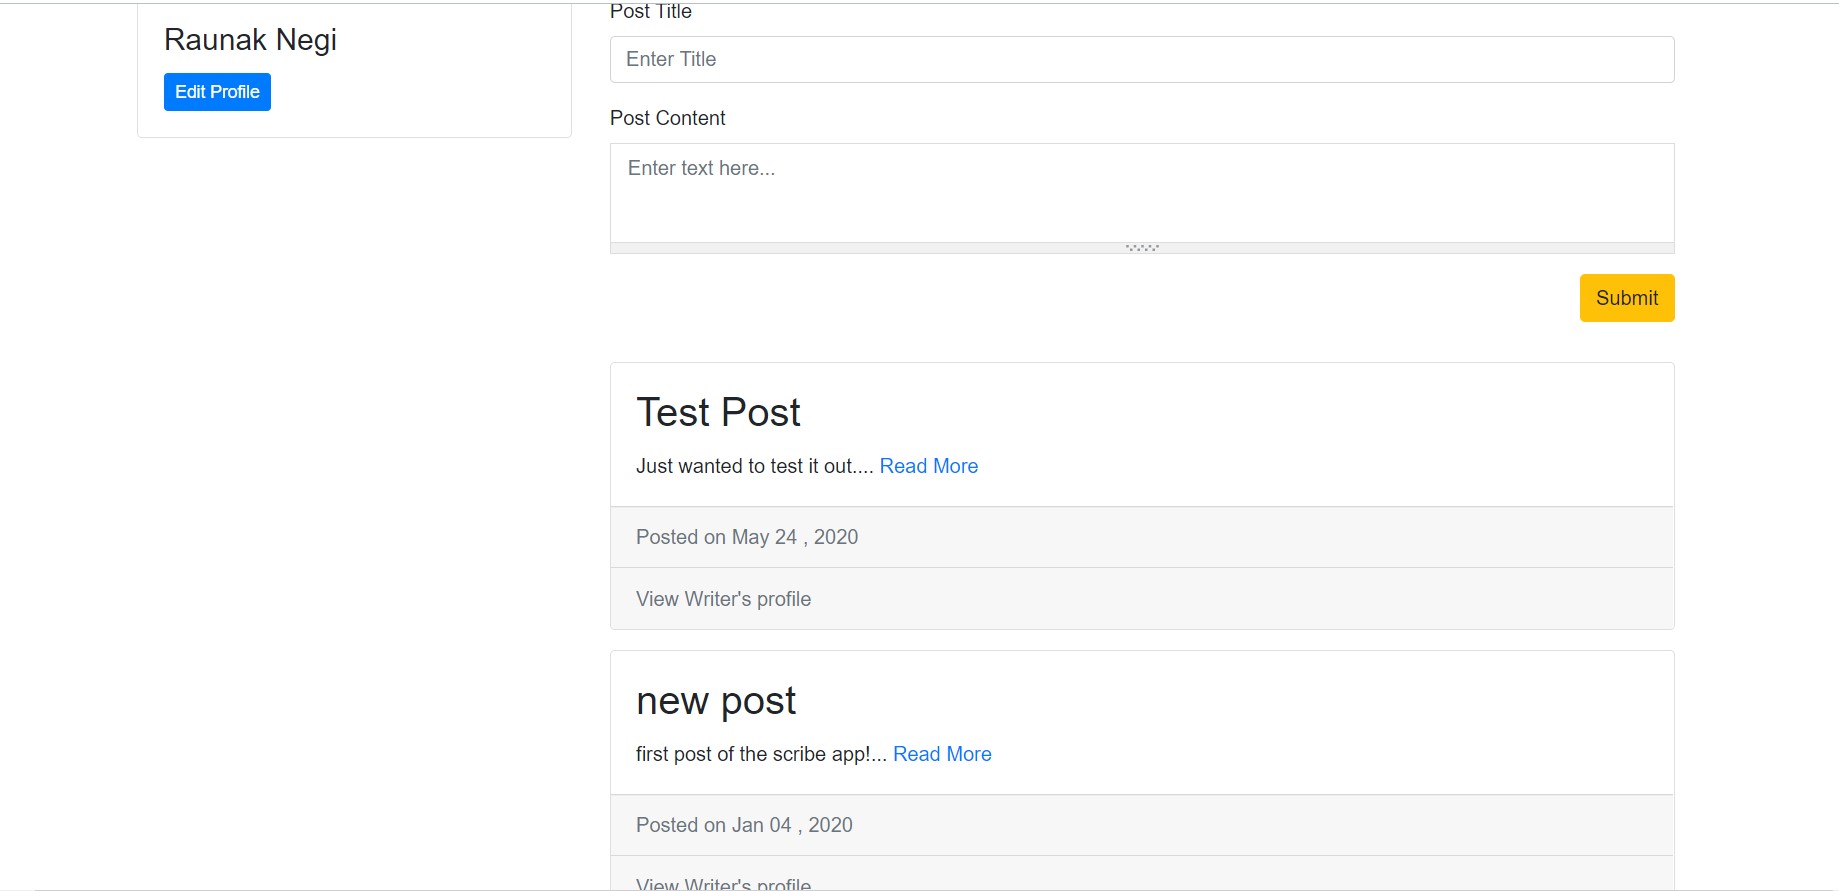 Raunak Negi
Edit Profile
Post Title
Enter Title
Post Content
Enter text here...
Submit
Test Post
Just wanted to test it out.... Read More
Posted on May 24 , 2020
View Writer's profile
new post
first post of the scribe app!... Read More
Posted on Jan 04 , 2020
View Writer's profile